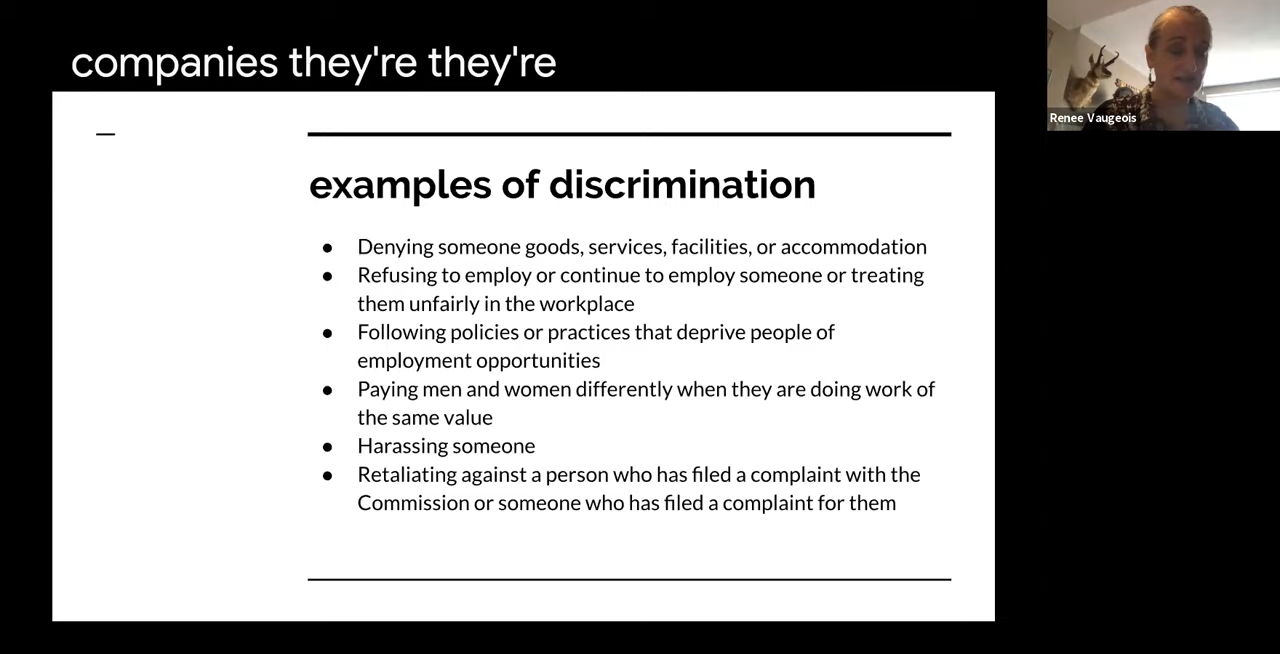 companies they're they're
Renee Vaugeois
examples of discrimination
● Denying someone goods, services, facilities, or accommodation
● Refusing to employ or continue to employ someone or treating
them unfairly in the workplace
● Following policies or practices that deprive people of
employment opportunities
● Paying men and women differently when they are doing work of
the same value
● Harassing someone
● Retaliating against a person who has filed a complaint with the
Commission or someone who has filed a complaint for them